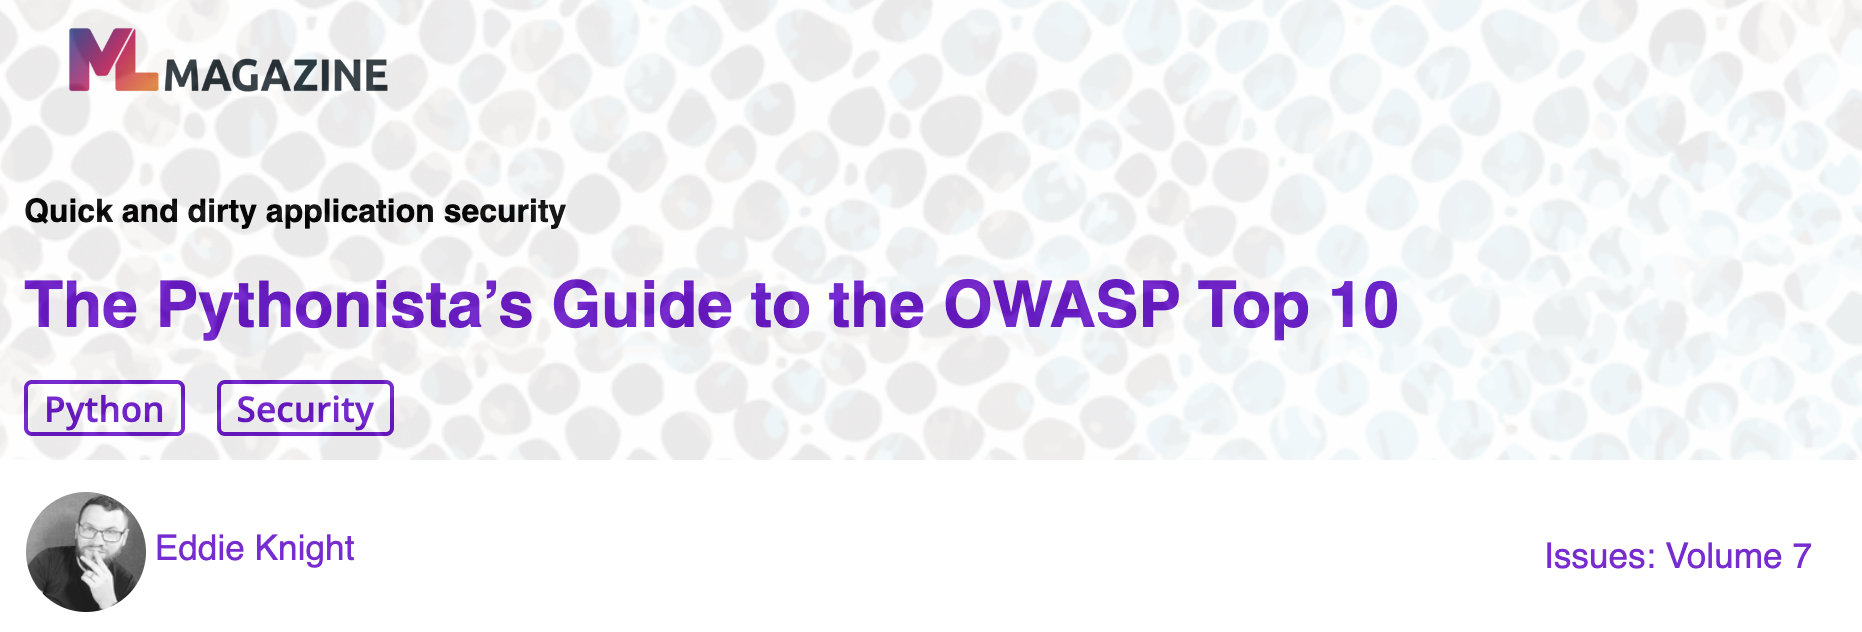 ML MAGAZINE
Quick and dirty application security
The Pythonista’s Guide to the OWASP Top 10
Python Security
Eddie Knight
Issues: Volume 7